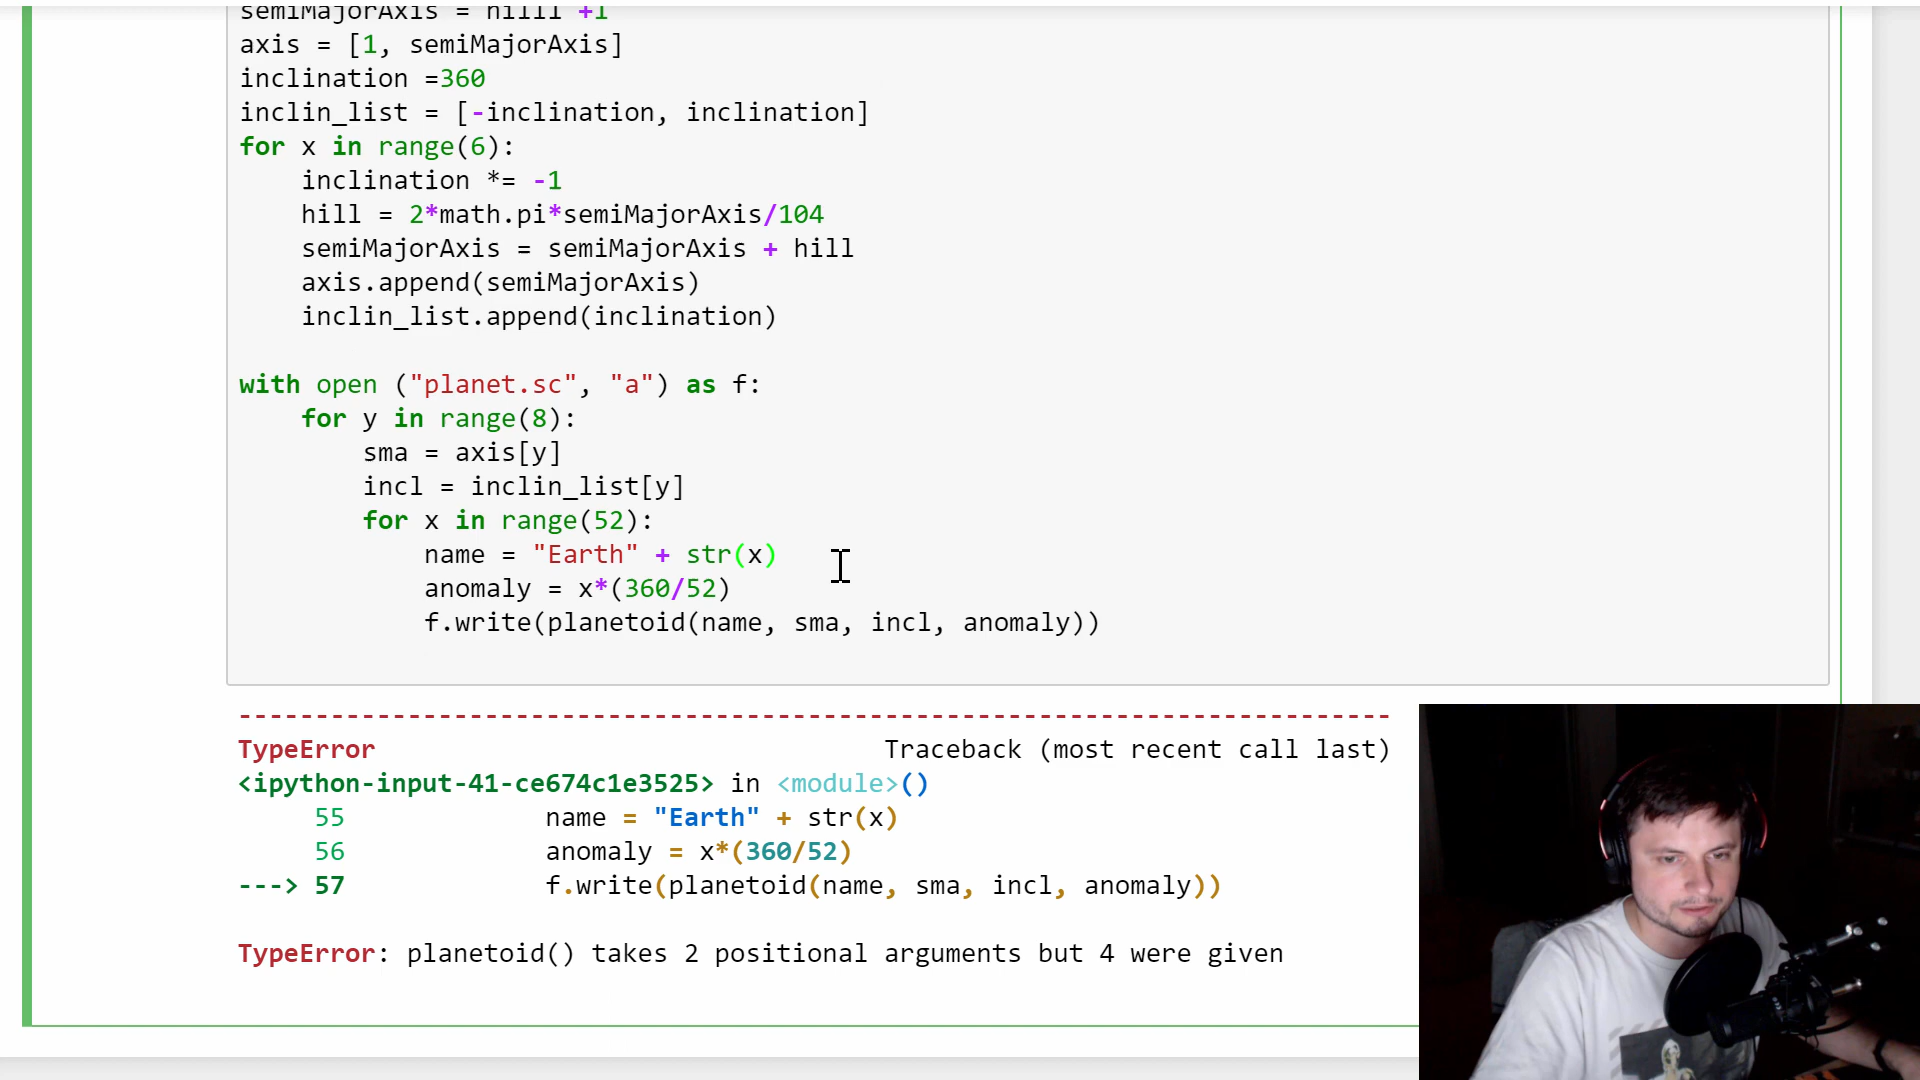 semiMajorAxis = hill +1
axis = [1, semiMajorAxis]
inclination =360
inclin_list = [-inclination, inclination]
for x in range(6):
    inclination *= -1
    hill = 2*math.pi*semiMajorAxis/104
    semiMajorAxis = semiMajorAxis + hill
    axis.append(semiMajorAxis)
    inclin_list.append(inclination)
with open ("planet.sc", "a") as f:
    for y in range(8):
        sma = axis[y]
        incl = inclin_list[y]
        for x in range(52):
            name = "Earth" + str(x)
            anomaly = x*(360/52)
            f.write(planetoid(name, sma, incl, anomaly))
---------------------------------------------------------------------------
TypeError Traceback (most recent call last)
<ipython-input-41-ce674c1e3525> in <module>()
     55             name = "Earth" + str(x)
     56             anomaly = x*(360/52)
---> 57             f.write(planetoid(name, sma, incl, anomaly))
TypeError: planetoid() takes 2 positional arguments but 4 were given